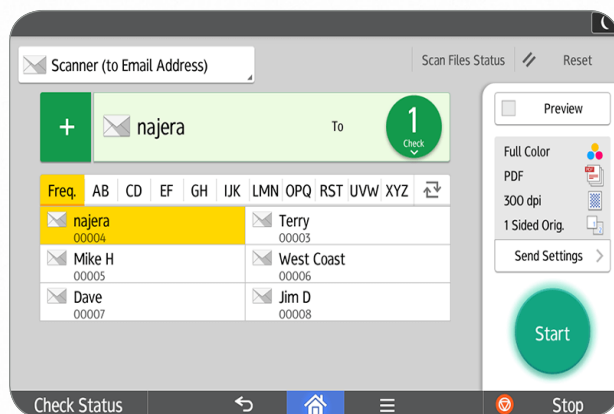 Scanner (to Email Address)
Scan Files Status
Reset
+
najera
To
1
Check
Freq. AB CD EF GH IJK LMN OPQ RST UVW XYZ
najera
00004
Terry
00003
Mike H
00005
West Coast
00006
Dave
00007
Jim D
00008
Preview
Full Color
PDF
300 dpi
1 Sided Orig.
Send Settings
Start
Check Status
Stop